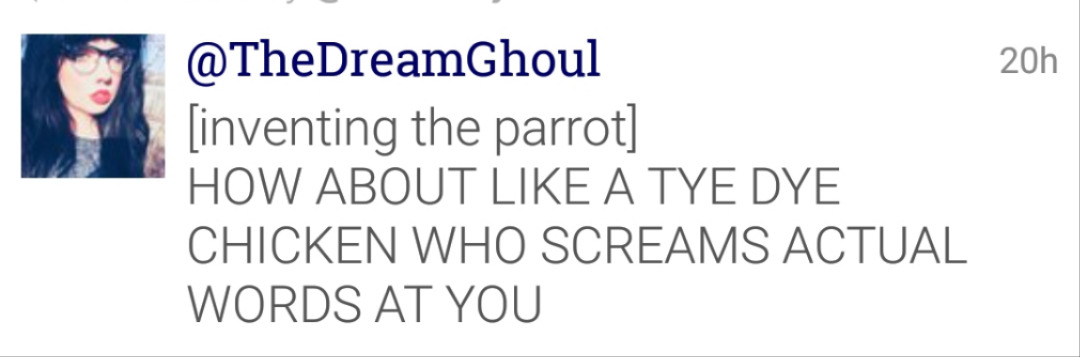 @TheDreamGhoul 20h
[inventing the parrot]
HOW ABOUT LIKE A TYE DYE
CHICKEN WHO SCREAMS ACTUAL
WORDS AT YOU